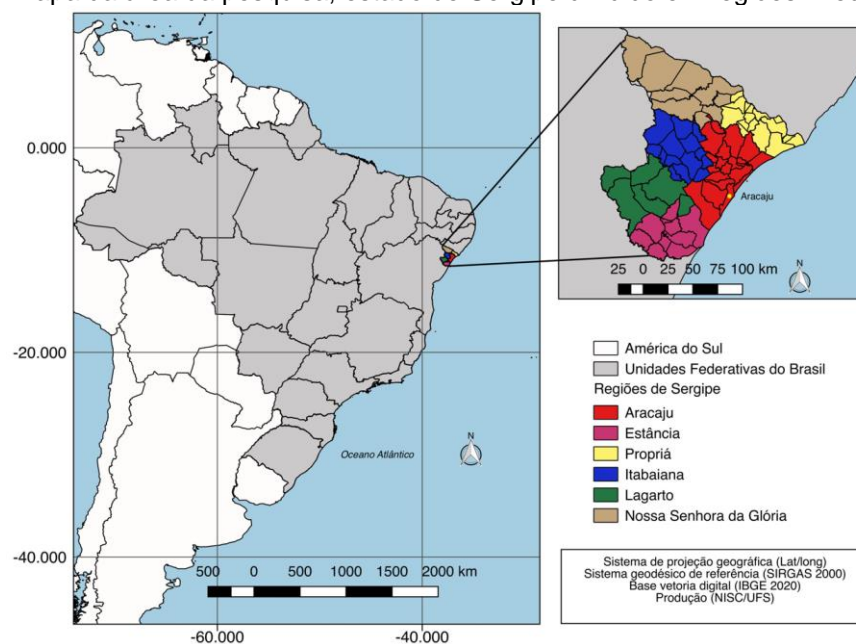 0.000
-20.000
-40.000
-60.000
-40.000
Oceano Atlântico
N
500 0 500 1000 1500 2000 km
Aracaju
25 0 25 50 75 100 km
N
América do Sul
Unidades Federativas do Brasil
Regiões de Sergipe
Aracaju
Estância
Propriá
Itabaiana
Lagarto
Nossa Senhora da Glória
Sistema de projeção geográfica (Lat/long)
Sistema geodésico de referência (SIRGAS 2000)
Base vetoria digital (IBGE 2020)
Produção (NISC/UFS)